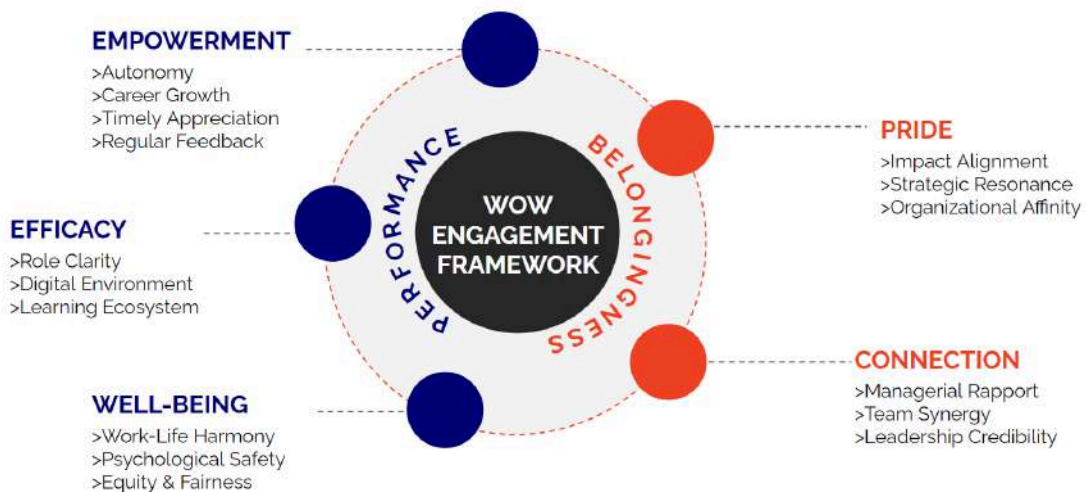 EMPOWERMENT
>Autonomy
>Career Growth
>Timely Appreciation
>Regular Feedback
EFFICACY
>Role Clarity
>Digital Environment
>Learning Ecosystem
WELL-BEING
>Work-Life Harmony
>Psychological Safety
>Equity & Fairness
PERFORMANCE
WOW
ENGAGEMENT
FRAMEWORK
BELONGINGNESS
PRIDE
>Impact Alignment
>Strategic Resonance
>Organizational Affinity
CONNECTION
>Managerial Rapport
>Team Synergy
>Leadership Credibility